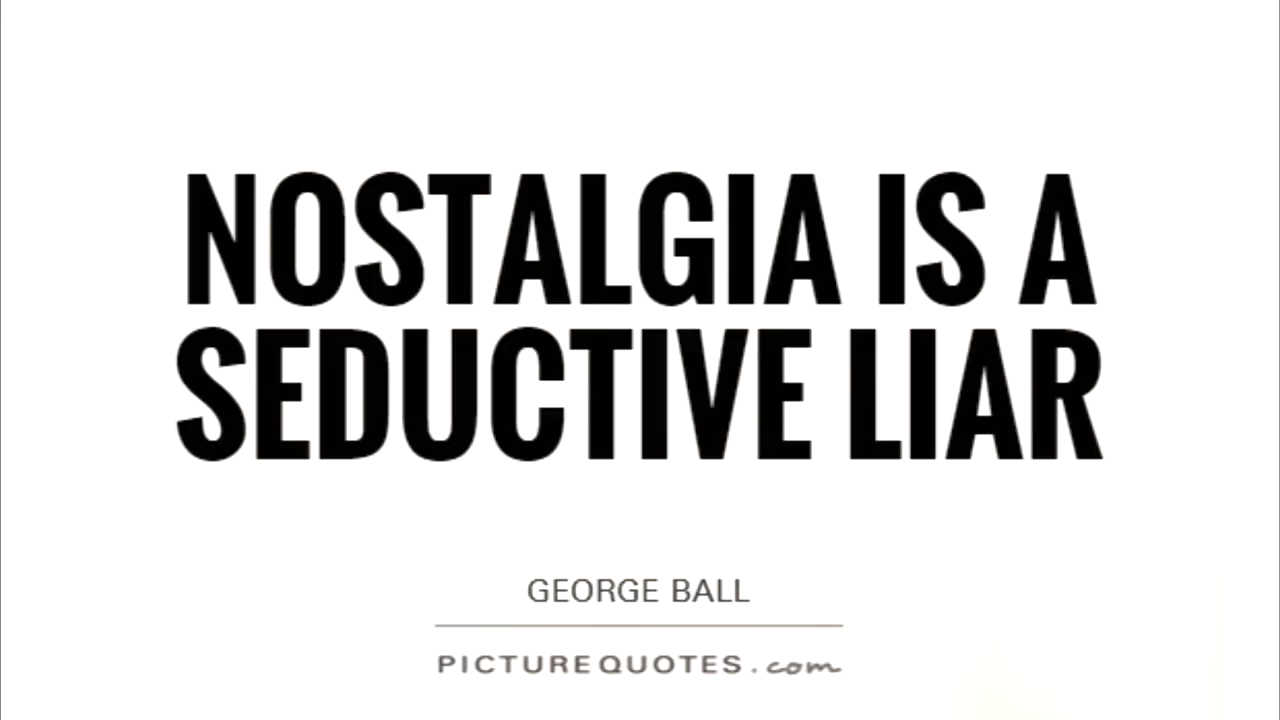 NOSTALGIA IS A
SEDUCTIVE LIAR
GEORGE BALL
PICTUREQUOTES.com